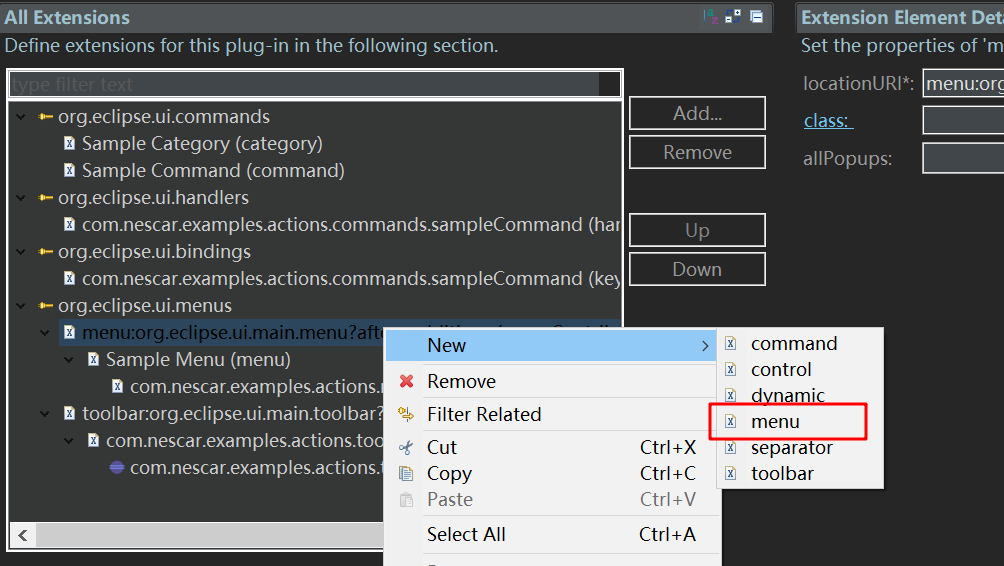 All Extensions
Define extensions for this plug-in in the following section.
type filter text
org.eclipse.ui.commands
Sample Category (category)
Sample Command (command)
org.eclipse.ui.handlers
com.nescar.examples.actions.commands.sampleCommand (har
org.eclipse.ui.bindings
com.nescar.examples.actions.commands.sampleCommand (key
org.eclipse.ui.menus
menu:org.eclipse.ui.main.menu?afte
Sample Menu (menu)
com.nescar.examples.actions.
toolbar:org.eclipse.ui.main.toolbar?
com.nescar.examples.actions.too
com.nescar.examples.actions.
Add...
Remove
Up
Down
Extension Element Deta
Set the properties of 'm
locationURI*:
menu:org
class:
allPopups:
New
Remove
Filter Related
Cut Ctrl+X
Copy Ctrl+C
Paste Ctrl+V
Select All Ctrl+A
command
control
dynamic
menu
separator
toolbar